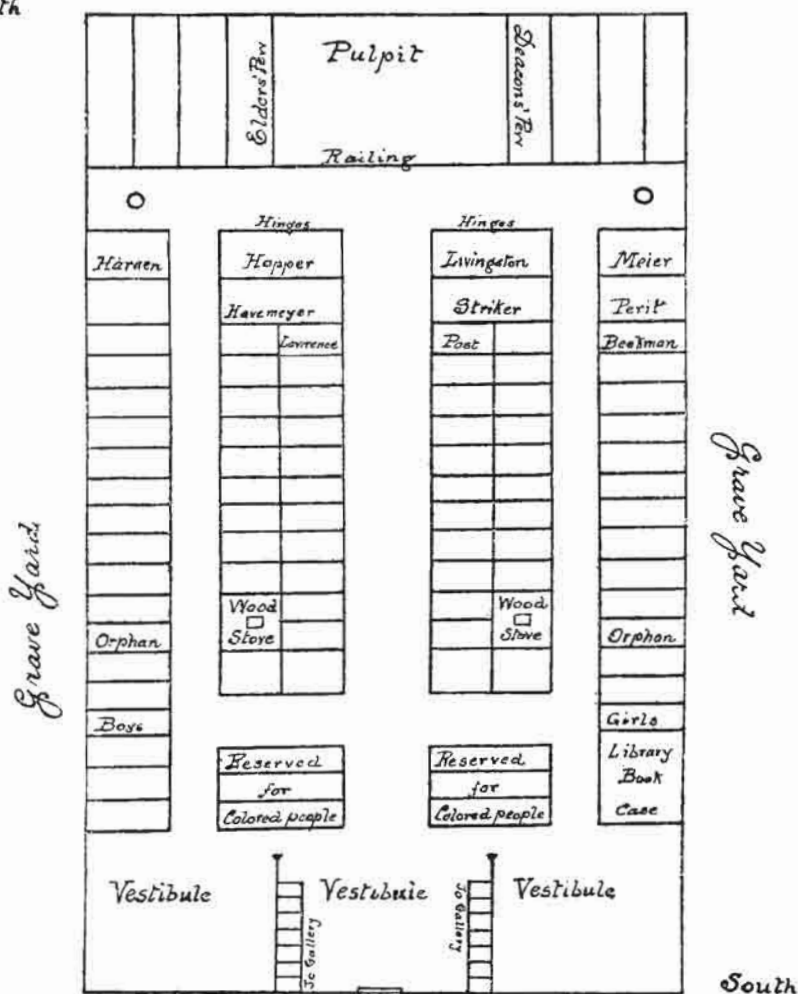 th
Pulpit
Elders' Pew
Deacons' Pew
Railing
Hinges
Hinges
Harsen
Hopper
Livingston
Meier
Havemeyer
Striker
Perit
Lawrence
Post
Beekman
Grave Yard
Grave Yard
Wood
Stove
Wood
Stove
Orphan
Orphan
Boys
Girls
Reserved
for
Colored people
Reserved
for
Colored people
Library
Book
Case
Vestibule
Vestibule
Vestibule
To Gallery
To Gallery
South